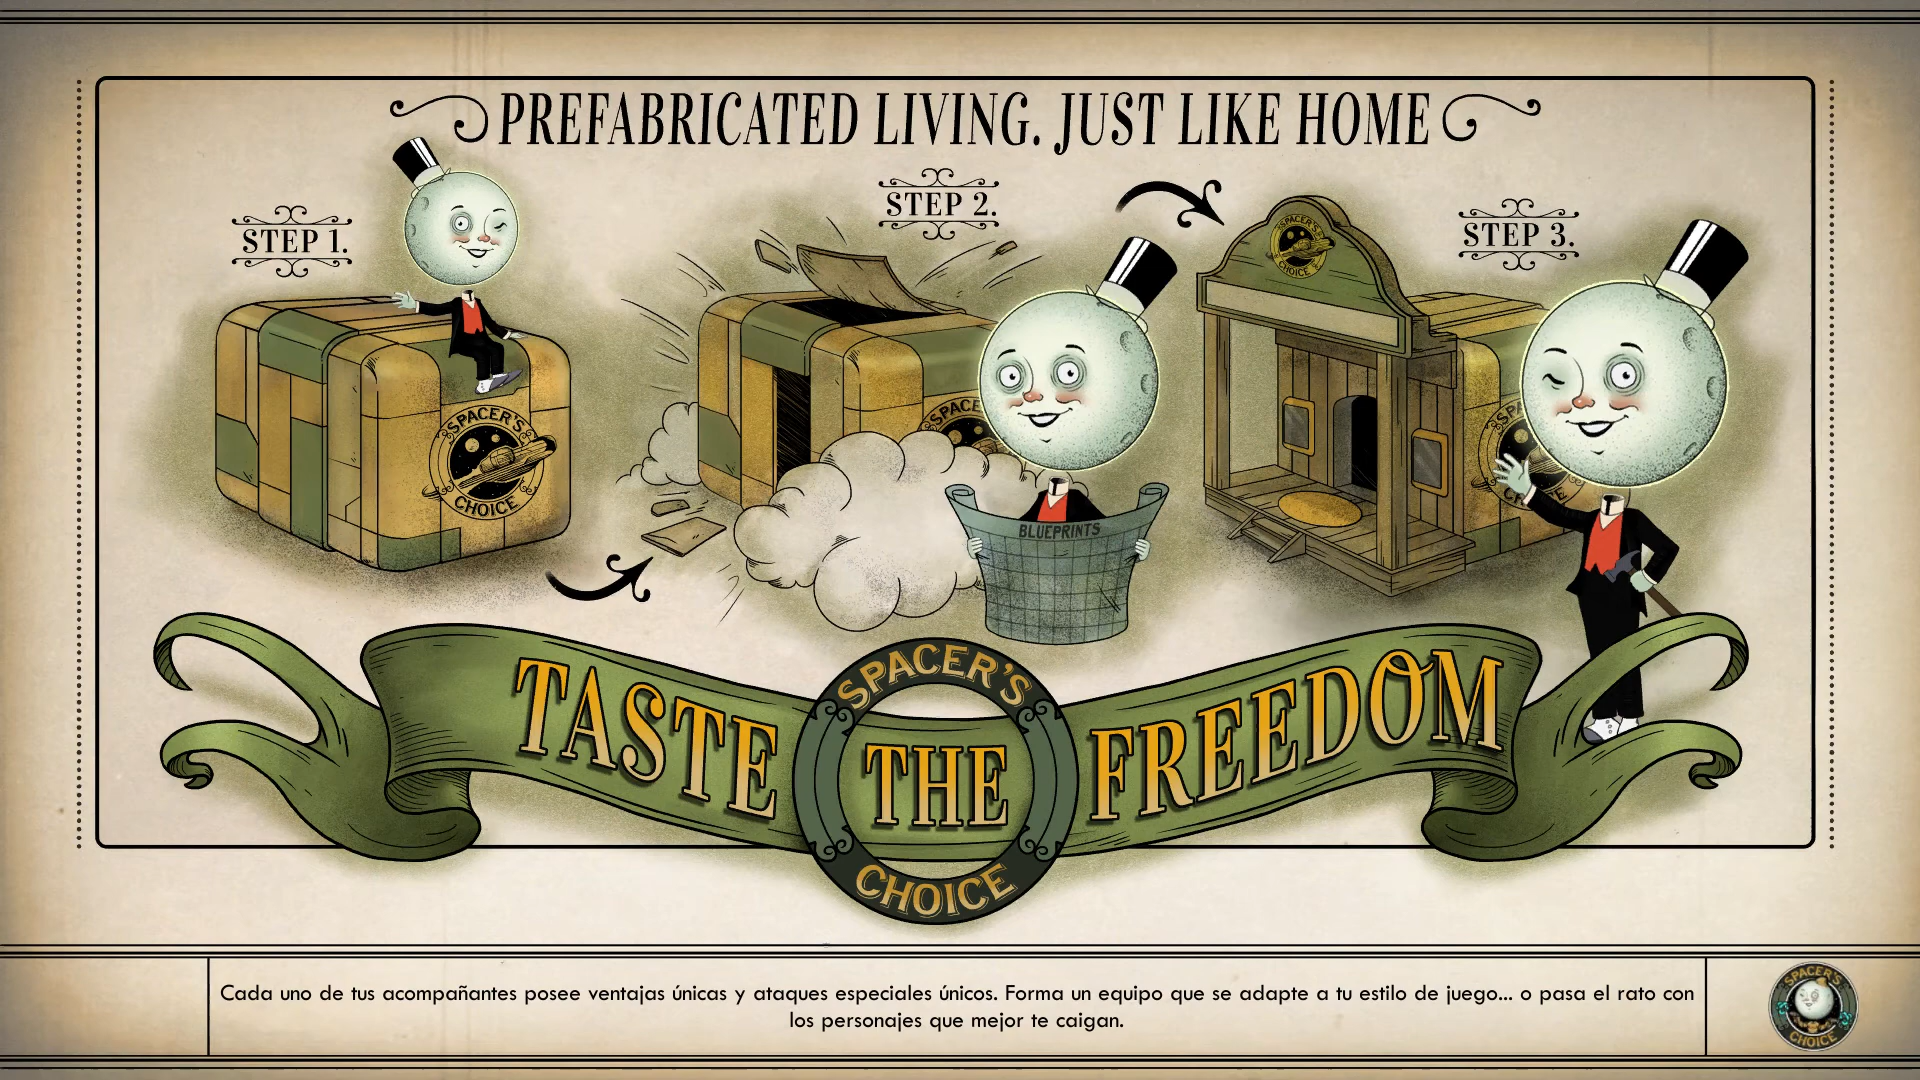 PREFABRICATED LIVING. JUST LIKE HOME
STEP 1.
STEP 2.
STEP 3.
SPACER'S
CHOICE
SPACE
SPACER'S
CHOICE
BLUEPRINTS
TASTE THE FREEDOM
SPACER'S
CHOICE
Cada uno de tus acompañantes posee ventajas únicas y ataques especiales únicos. Forma un equipo que se adapte a tu estilo de juego... o pasa el rato con
los personajes que mejor te caigan.
SPACER'S
CHOICE